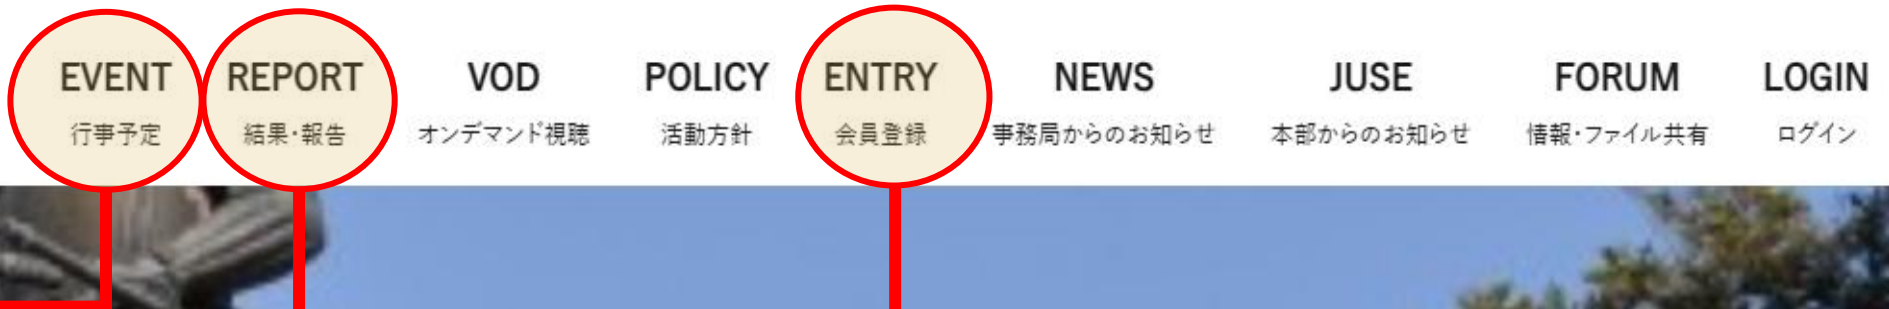 EVENT REPORT VOD POLICY ENTRY NEWS JUSE FORUM LOGIN
行事予定 結果・報告 オンデマンド視聴 活動方針 会員登録 事務局からのお知らせ 本部からのお知らせ 情報・ファイル共有 ログイン